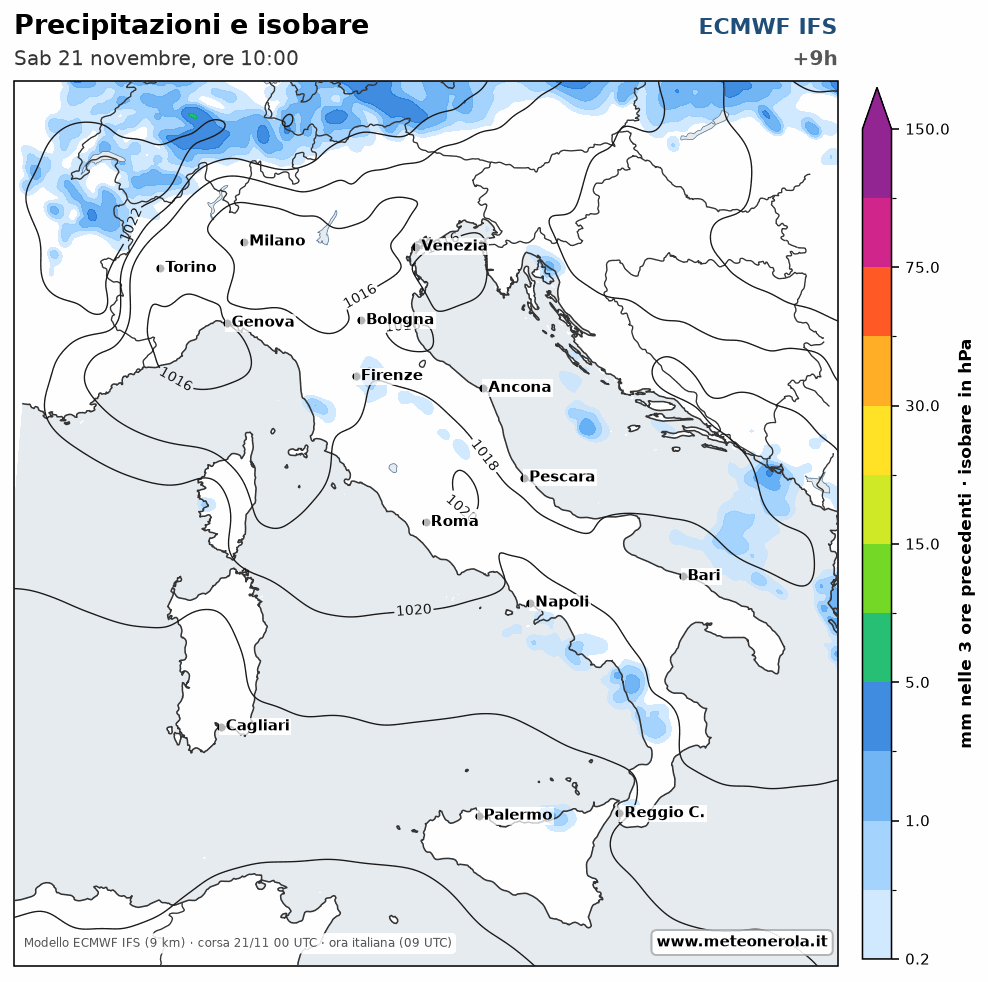 Precipitazioni e isobare
ECMWF IFS
Sab 21 novembre, ore 10:00
+9h
1022
Milano
Venezia
Torino
1016
Genova
Bologna
1016
Firenze
Ancona
1018
Pescara
1020
Roma
Bari
Napoli
1020
Cagliari
Palermo
Reggio C.
Modello ECMWF IFS (9 km) · corsa 21/11 00 UTC · ora italiana (09 UTC)
www.meteonerola.it
150.0
75.0
30.0
15.0
5.0
1.0
0.2
mm nelle 3 ore precedenti · isobare in hPa